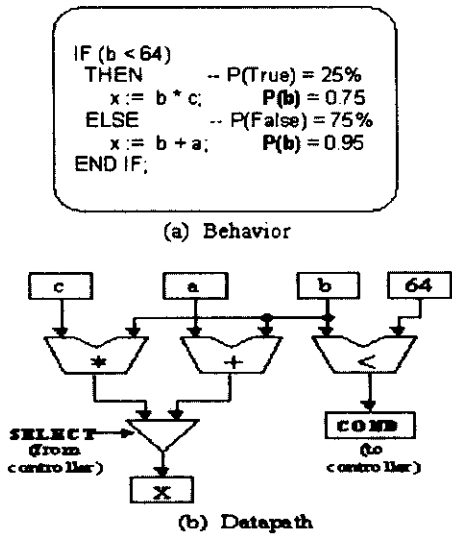 IF (b < 64)
THEN -- P(True) = 25%
x := b * c; P(b) = 0.75
ELSE -- P(False) = 75%
x := b + a; P(b) = 0.95
END IF;
(a) Behavior
c a b 64
* + <
SELECT
(from
controller)
COND
(to
controller)
X
(b) Datapath